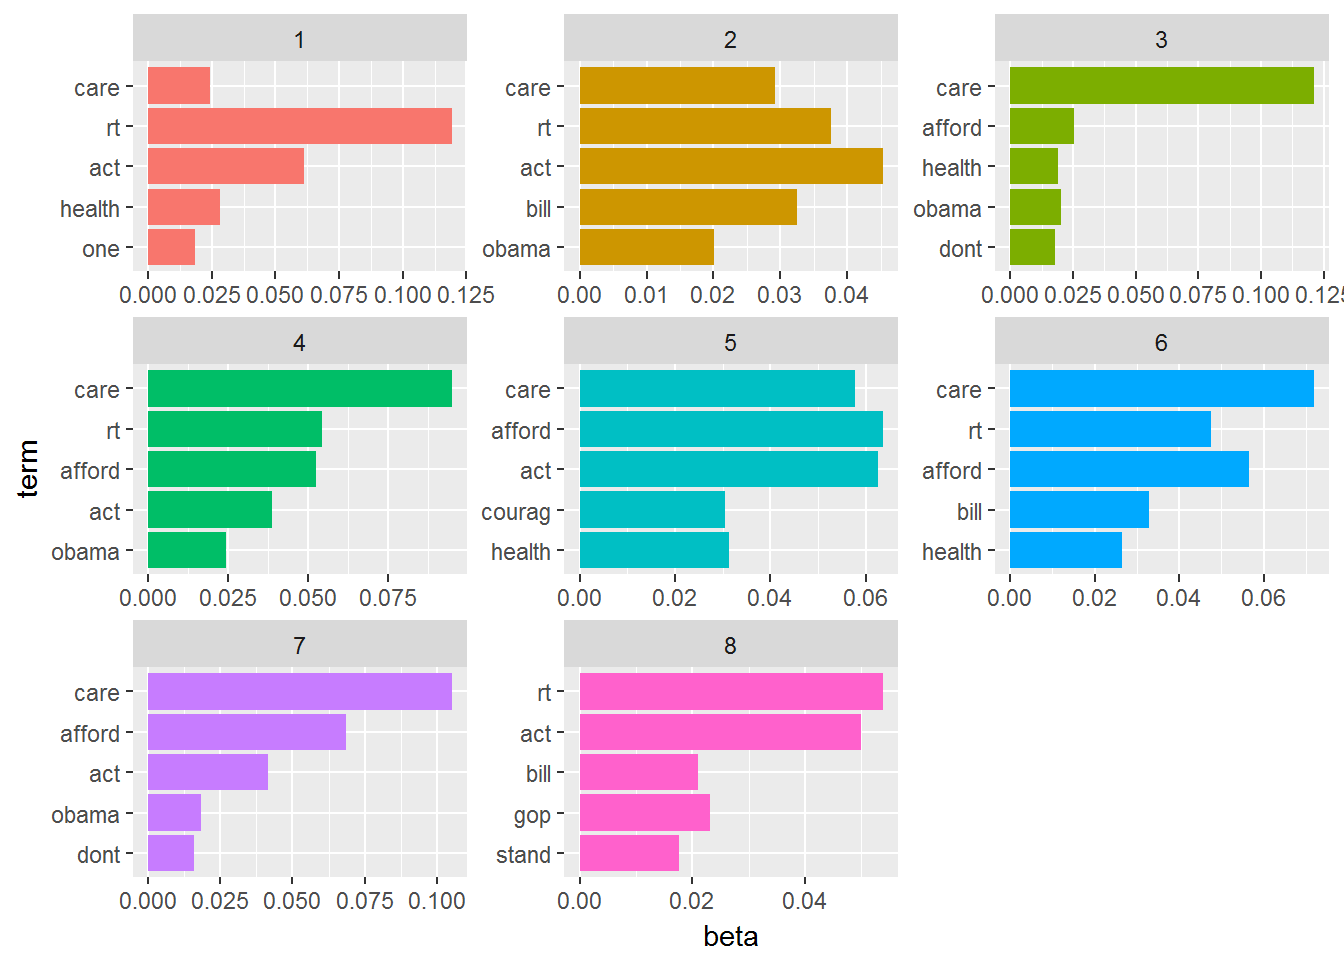 1 2 3
care care care
rt rt afford
act act health
health bill obama
one obama dont
0.000 0.025 0.050 0.075 0.100 0.125 0.00 0.01 0.02 0.03 0.04 0.000 0.025 0.050 0.075 0.100 0.125
4 5 6
care care care
rt afford rt
afford act afford
act courag bill
obama health health
0.000 0.025 0.050 0.075 0.00 0.02 0.04 0.06 0.00 0.02 0.04 0.06
term
7 8
care rt
afford act
act bill
obama gop
dont stand
0.000 0.025 0.050 0.075 0.100 0.00 0.02 0.04
beta